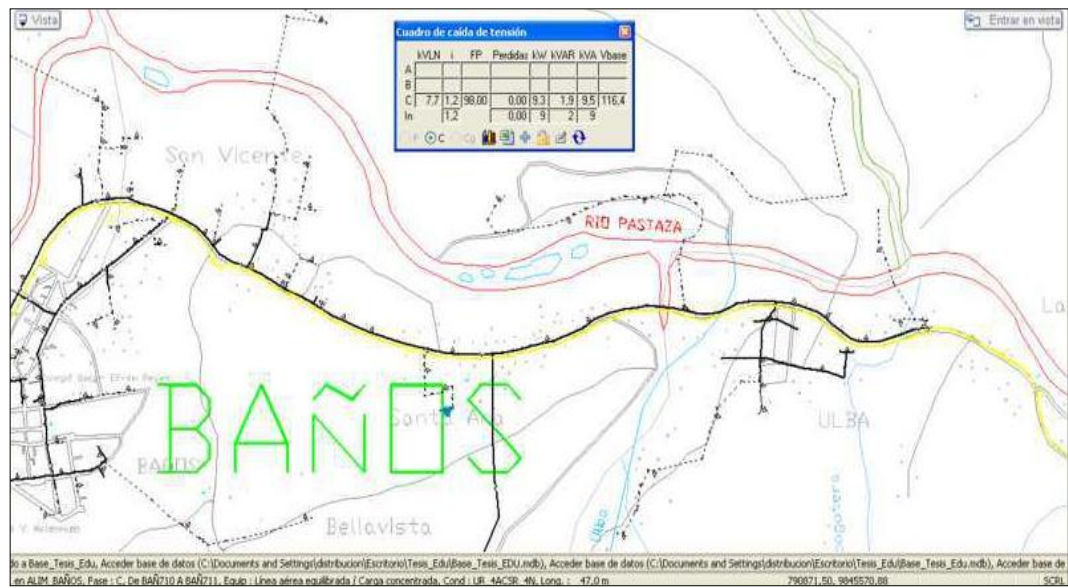 Vista
Entrar en vista
Cuadro de caída de tensión
kVLN i FP Perdidas kW kVAR kVA Vbase
A
B
C 7,7 1,2 98,00 0,00 9,3 1,9 9,5 116,4
In 1,2 0,00 9 2 9
F C Cg
San Vicente
RIO PASTAZA
La
BAÑOS
Santa Ana
ULBA
BAÑOS
Bellavista
Ulba
do a Base_Tesis_Edu, Acceder base de datos (C:\Documents and Settings\distribucion\Escritorio\Tesis_Edu\Base_Tesis_EDU.mdb), Acceder base de datos (C:\Documents and Settings\distribucion\Escritorio\Tesis_Edu\Base_Tesis_EDU.mdb), Acceder base de
en ALIM_BAÑOS, Fase : C, De BAÑ710 A BAÑ711, Equip : Línea aérea equilibrada / Carga concentrada, Cond : UR_4ACSR_4N, Long. : 47,0 m 790871,50, 9845570,88 SCRL